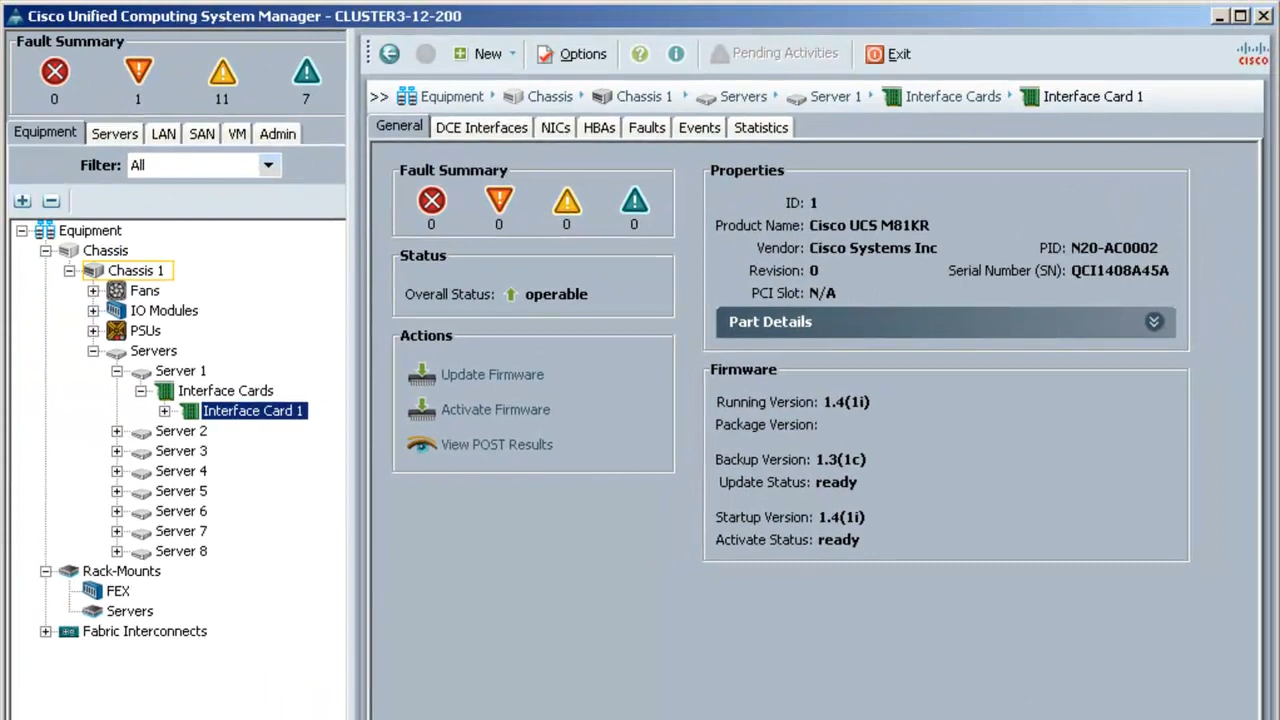 Cisco Unified Computing System Manager - CLUSTER3-12-200
Fault Summary
0 1 11 7
Equipment Servers LAN SAN VM Admin
Filter: All
Equipment
Chassis
Chassis 1
Fans
IO Modules
PSUs
Servers
Server 1
Interface Cards
Interface Card 1
Server 2
Server 3
Server 4
Server 5
Server 6
Server 7
Server 8
Rack-Mounts
FEX
Servers
Fabric Interconnects
New Options Pending Activities Exit
cisco
>> Equipment Chassis Chassis 1 Servers Server 1 Interface Cards Interface Card 1
General DCE Interfaces NICs HBAs Faults Events Statistics
Fault Summary
0 0 0 0
Status
Overall Status: operable
Actions
Update Firmware
Activate Firmware
View POST Results
Properties
ID: 1
Product Name: Cisco UCS M81KR
Vendor: Cisco Systems Inc PID: N20-AC0002
Revision: 0 Serial Number (SN): QCI1408A45A
PCI Slot: N/A
Part Details
Firmware
Running Version: 1.4(1i)
Package Version:
Backup Version: 1.3(1c)
Update Status: ready
Startup Version: 1.4(1i)
Activate Status: ready